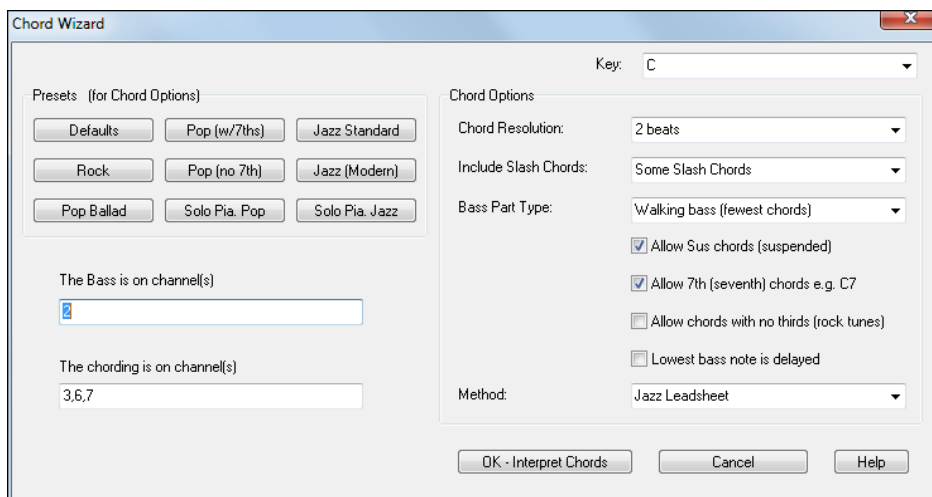 Chord Wizard
x
Key: C
Presets (for Chord Options)
Defaults Pop (w/7ths) Jazz Standard
Rock Pop (no 7th) Jazz (Modern)
Pop Ballad Solo Pia. Pop Solo Pia. Jazz
The Bass is on channel(s)
2
The chording is on channel(s)
3,6,7
Chord Options
Chord Resolution: 2 beats
Include Slash Chords: Some Slash Chords
Bass Part Type: Walking bass (fewest chords)
Allow Sus chords (suspended)
Allow 7th (seventh) chords e.g. C7
Allow chords with no thirds (rock tunes)
Lowest bass note is delayed
Method: Jazz Leadsheet
OK - Interpret Chords Cancel Help